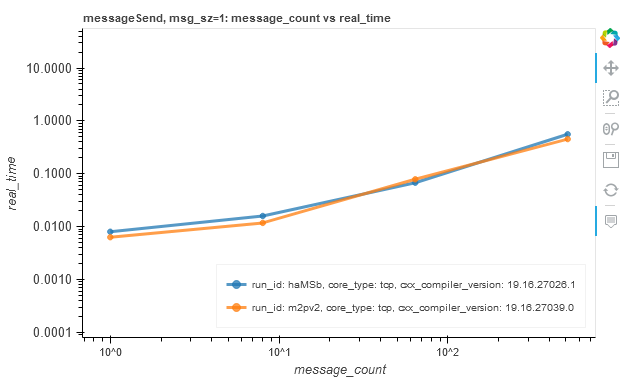 messageSend, msg_sz=1: message_count vs real_time
10.0000
1.0000
0.1000
0.0100
0.0010
0.0001
real_time
run_id: haMSb, core_type: tcp, cxx_compiler_version: 19.16.27026.1
run_id: m2pv2, core_type: tcp, cxx_compiler_version: 19.16.27039.0
10^0 10^1 10^2
message_count